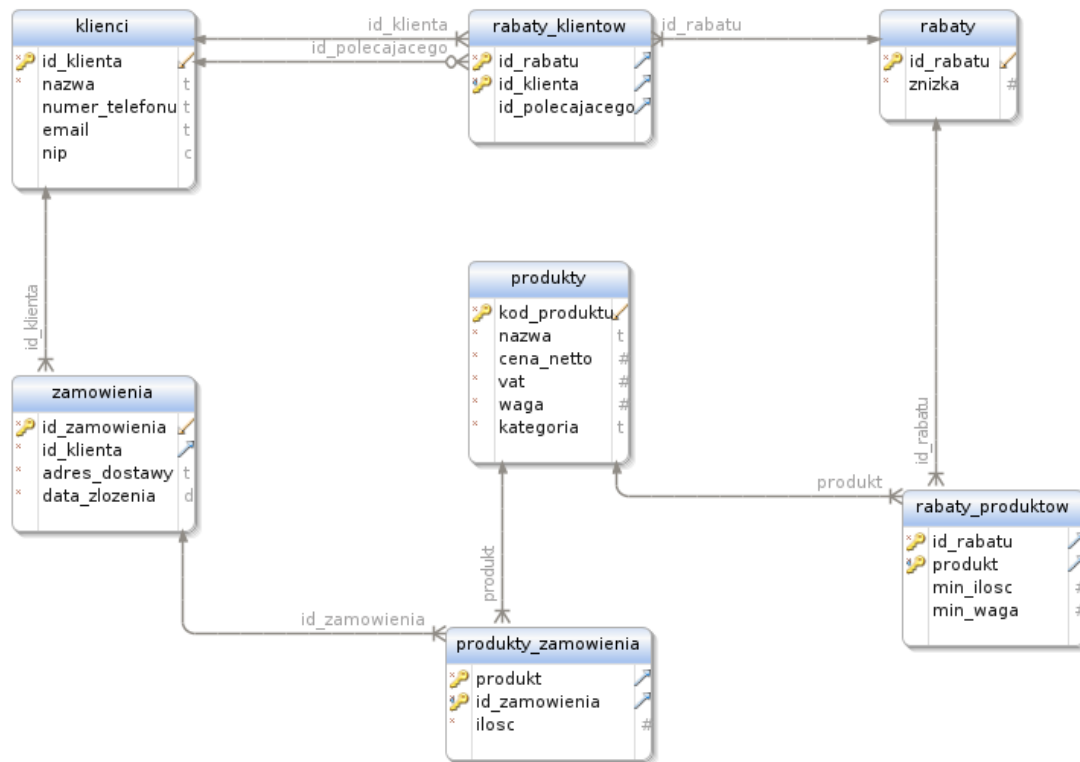 klienci
id_klienta
nazwa
numer_telefonu
email
nip
id_klienta
id_polecajacego
rabaty_klientow
id_rabatu
id_klienta
id_polecajacego
id_rabatu
rabaty
id_rabatu
znizka
id_klienta
zamowienia
id_zamowienia
id_klienta
adres_dostawy
data_zlozenia
produkty
kod_produktu
nazwa
cena_netto
vat
waga
kategoria
id_rabatu
produkt
rabaty_produktow
id_rabatu
produkt
min_ilosc
min_waga
produkt
id_zamowienia
produkty_zamowienia
produkt
id_zamowienia
ilosc
t
t
t
c
#
t
d
t
#
#
#
t
#
#
#